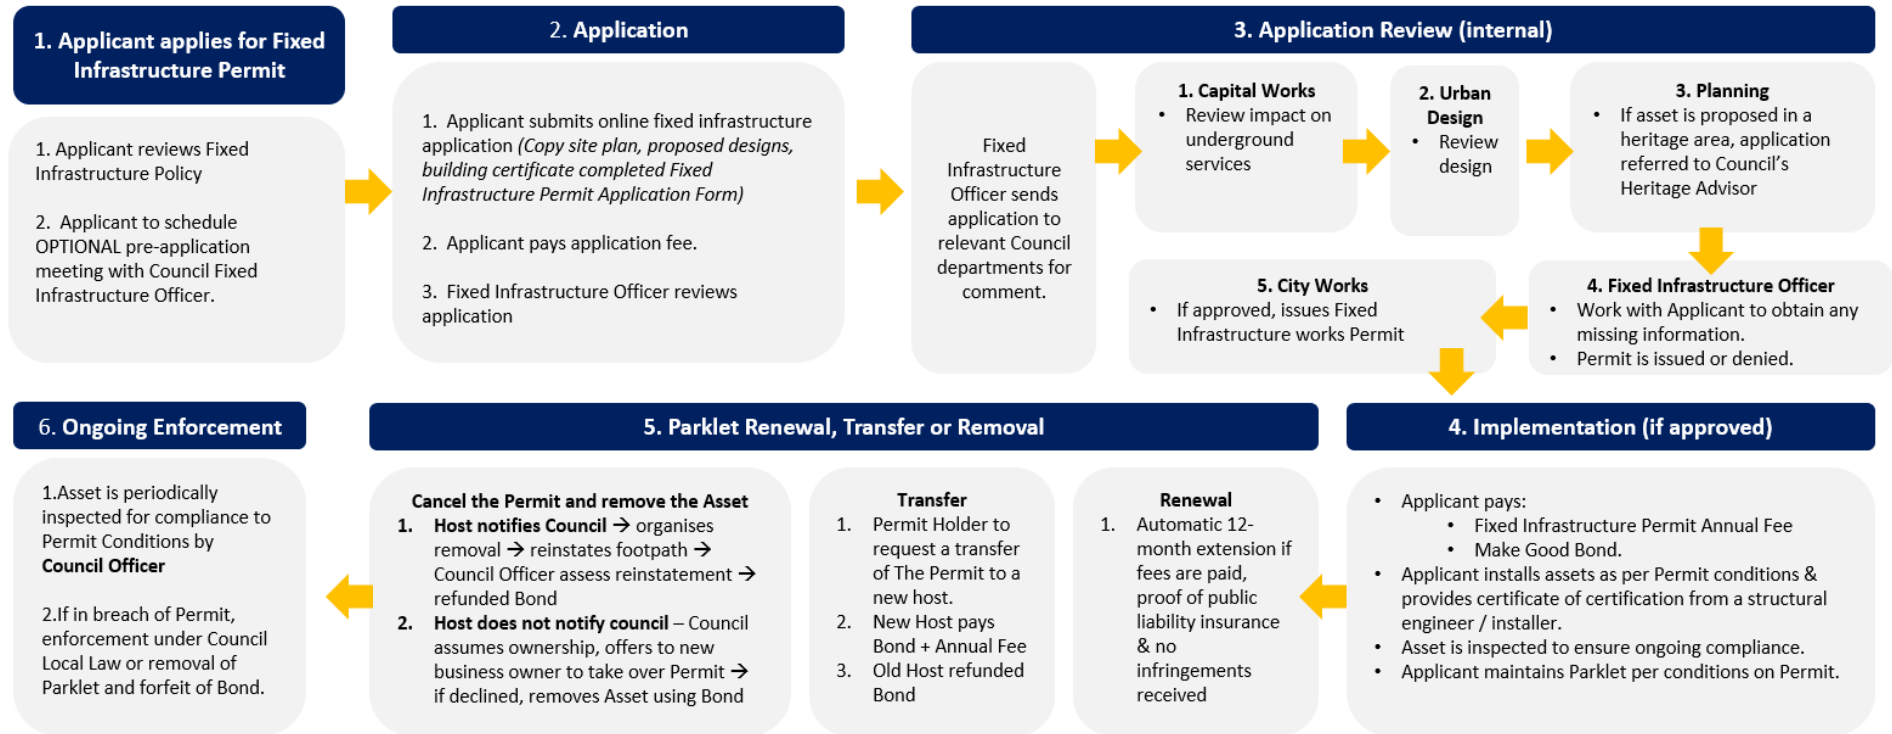 1. Applicant applies for Fixed
Infrastructure Permit
1. Applicant reviews Fixed
Infrastructure Policy
2. Applicant to schedule
OPTIONAL pre-application
meeting with Council Fixed
Infrastructure Officer.
2. Application
1. Applicant submits online fixed infrastructure
application (Copy site plan, proposed designs,
building certificate completed Fixed
Infrastructure Permit Application Form)
2. Applicant pays application fee.
3. Fixed Infrastructure Officer reviews
application
3. Application Review (internal)
Fixed
Infrastructure
Officer sends
application to
relevant Council
departments for
comment.
1. Capital Works
• Review impact on
underground
services
2. Urban
Design
• Review
design
3. Planning
• If asset is proposed in a
heritage area, application
referred to Council's
Heritage Advisor
4. Fixed Infrastructure Officer
• Work with Applicant to obtain any
missing information.
• Permit is issued or denied.
5. City Works
• If approved, issues Fixed
Infrastructure works Permit
4. Implementation (if approved)
• Applicant pays:
• Fixed Infrastructure Permit Annual Fee
• Make Good Bond.
• Applicant installs assets as per Permit conditions &
provides certificate of certification from a structural
engineer / installer.
• Asset is inspected to ensure ongoing compliance.
• Applicant maintains Parklet per conditions on Permit.
5. Parklet Renewal, Transfer or Removal
Renewal
1. Automatic 12-
month extension if
fees are paid,
proof of public
liability insurance
& no
infringements
received
Transfer
1. Permit Holder to
request a transfer
of The Permit to a
new host.
2. New Host pays
Bond + Annual Fee
3. Old Host refunded
Bond
Cancel the Permit and remove the Asset
1. Host notifies Council → organises
removal → reinstates footpath →
Council Officer assess reinstatement →
refunded Bond
2. Host does not notify council – Council
assumes ownership, offers to new
business owner to take over Permit →
if declined, removes Asset using Bond
6. Ongoing Enforcement
1.Asset is periodically
inspected for compliance to
Permit Conditions by
Council Officer
2.If in breach of Permit,
enforcement under Council
Local Law or removal of
Parklet and forfeit of Bond.